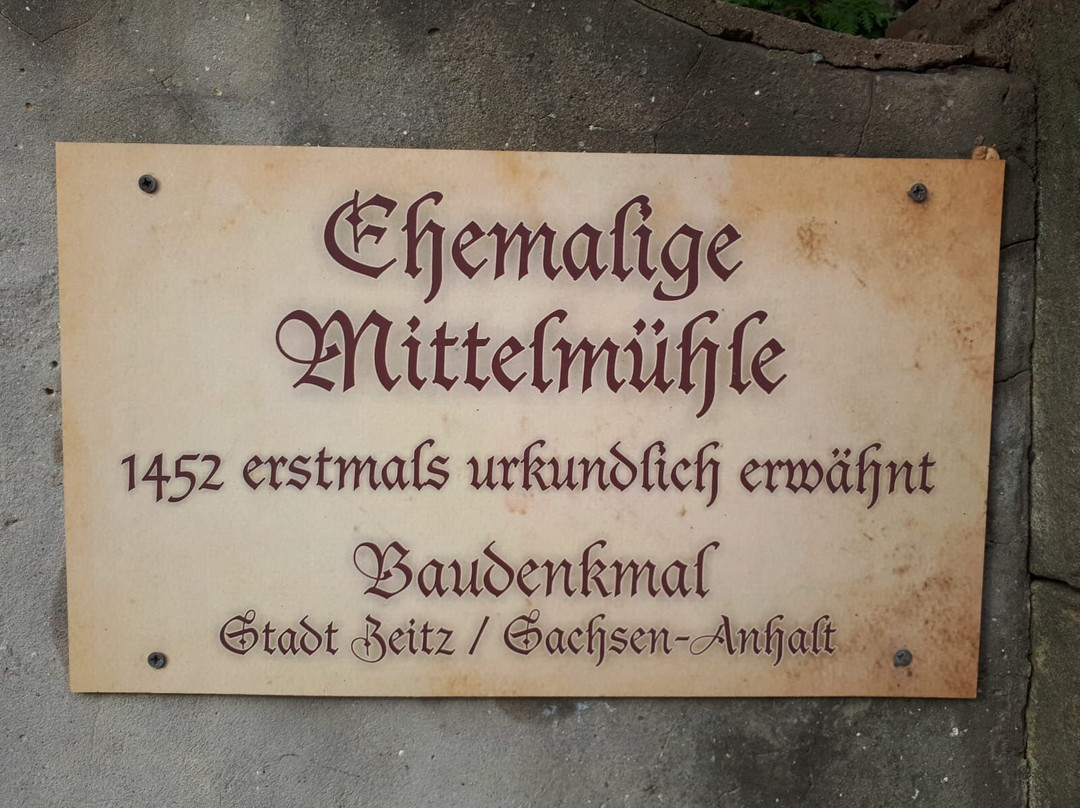 Ehemalige
Mittelmühle
1452 erstmals urkundlich erwähnt
Baudenkmal
Stadt Zeitz / Sachsen-Anhalt